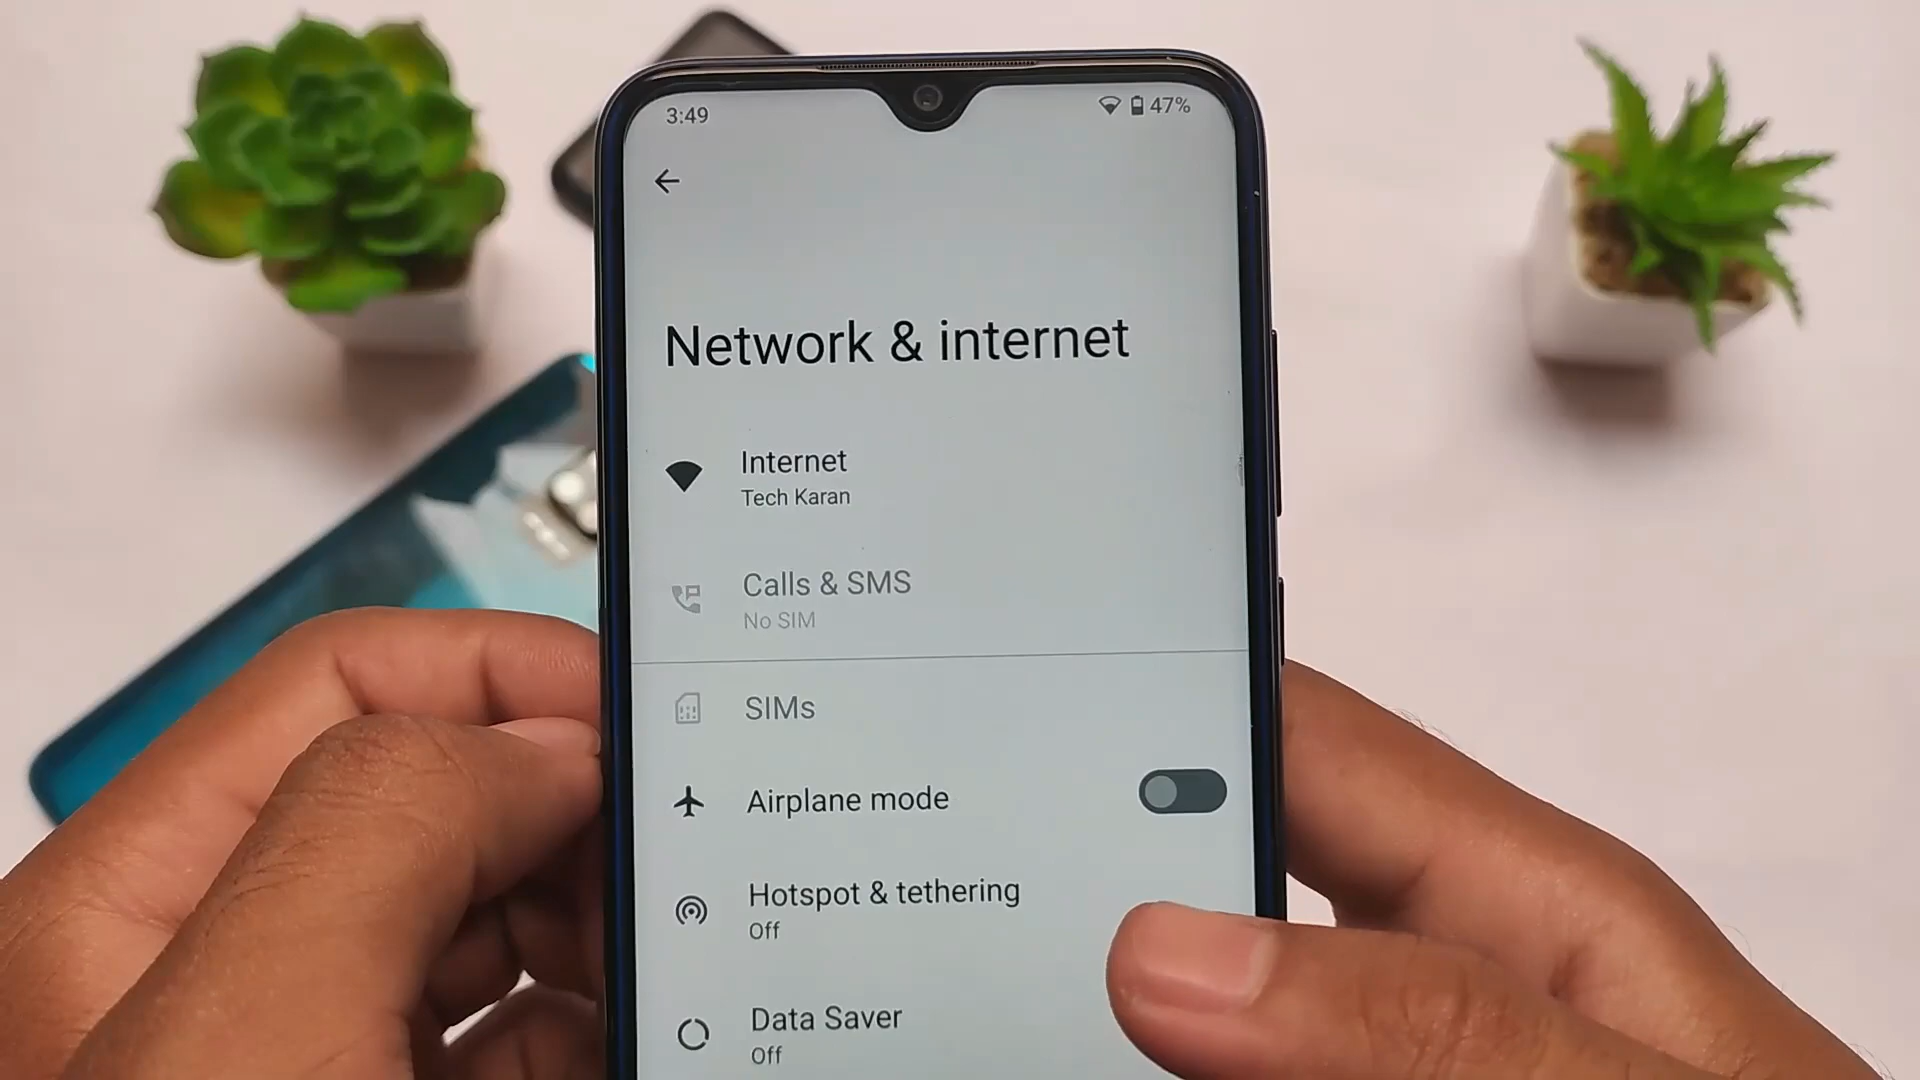 3:49
47%
Network & internet
Internet
Tech Karan
Calls & SMS
No SIM
SIMs
Airplane mode
Hotspot & tethering
Off
Data Saver
Off